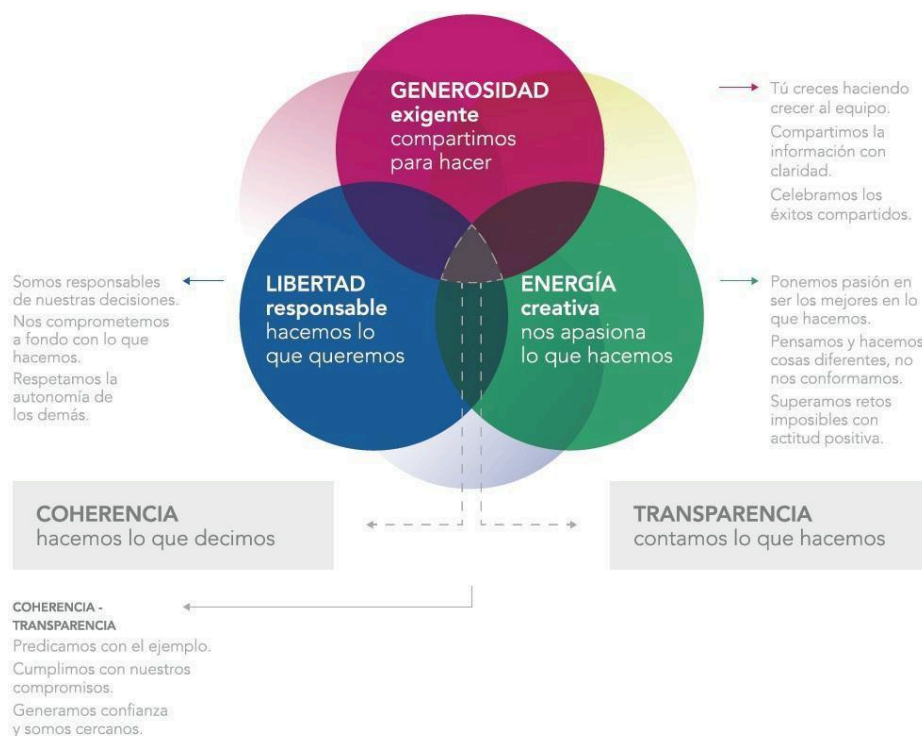 GENEROSIDAD
exigente
compartimos
para hacer
Tú creces haciendo
crecer al equipo.
Compartimos la
información con
claridad.
Celebramos los
éxitos compartidos.
Somos responsables
de nuestras decisiones.
Nos comprometemos
a fondo con lo que
hacemos.
Respetamos la
autonomía de
los demás.
LIBERTAD
responsable
hacemos lo
que queremos
ENERGÍA
creativa
nos apasiona
lo que hacemos
Ponemos pasión en
ser los mejores en lo
que hacemos.
Pensamos y hacemos
cosas diferentes, no
nos conformamos.
Superamos retos
imposibles con
actitud positiva.
COHERENCIA
hacemos lo que decimos
TRANSPARENCIA
contamos lo que hacemos
COHERENCIA -
TRANSPARENCIA
Predicamos con el ejemplo.
Cumplimos con nuestros
compromisos.
Generamos confianza
y somos cercanos.